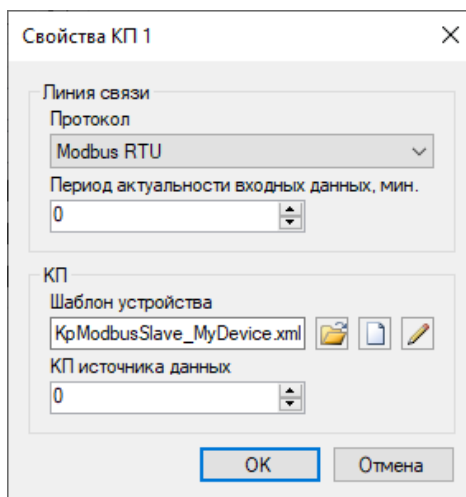 Свойства КП 1
Линия связи
Протокол
Modbus RTU
Период актуальности входных данных, мин.
0
КП
Шаблон устройства
KpModbusSlave_MyDevice.xml
КП источника данных
0
ОК
Отмена